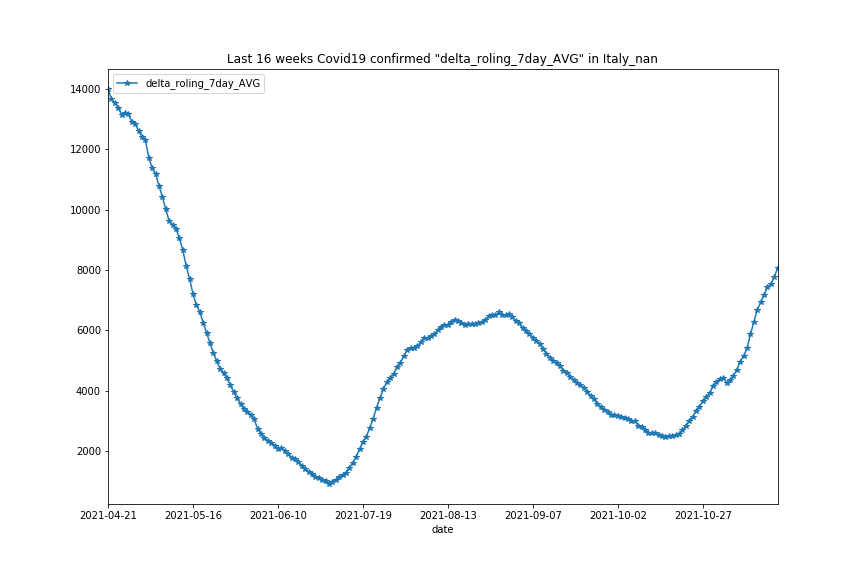 Last 16 weeks Covid19 confirmed "delta_roling_7day_AVG" in Italy_nan
delta_roling_7day_AVG
14000
12000
10000
8000
6000
4000
2000
2021-04-21 2021-05-16 2021-06-10 2021-07-19 2021-08-13 2021-09-07 2021-10-02 2021-10-27
date